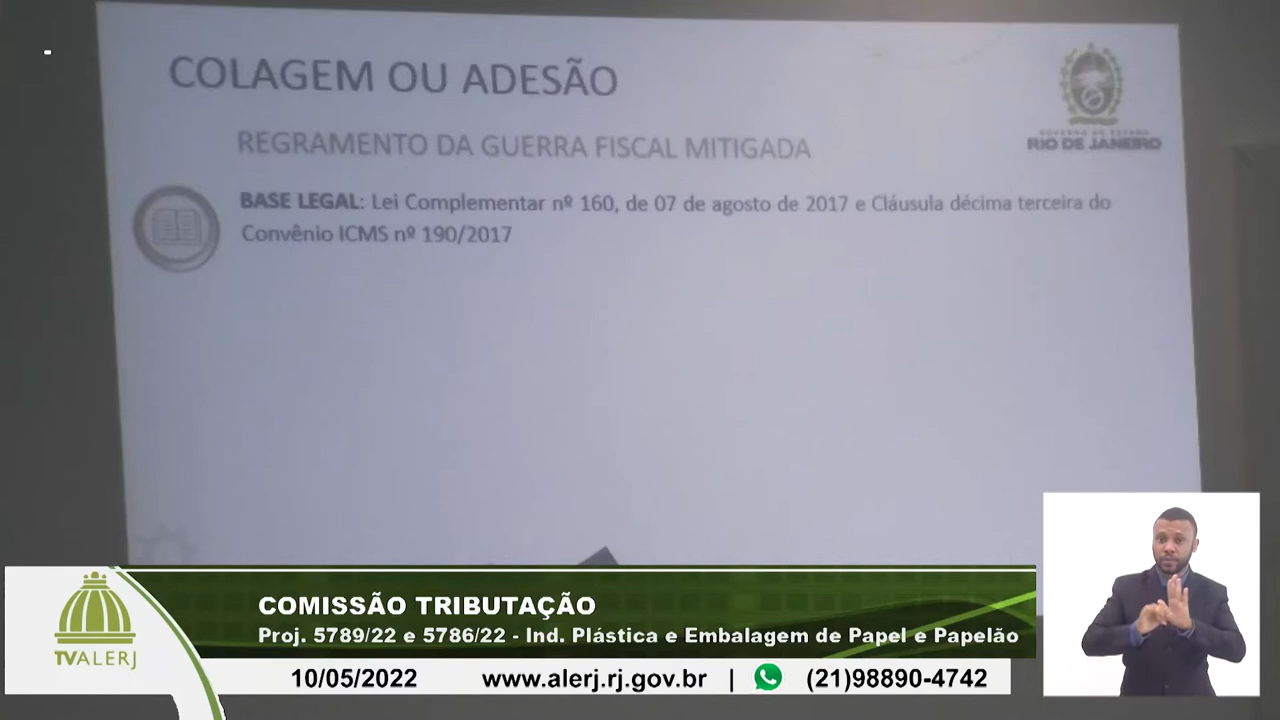 COLAGEM OU ADESÃO
REGRAMENTO DA GUERRA FISCAL MITIGADA
GOVERNO DO ESTADO
RIO DE JANEIRO
BASE LEGAL: Lei Complementar nº 160, de 07 de agosto de 2017 e Cláusula décima terceira do
Convênio ICMS nº 190/2017
COMISSÃO TRIBUTAÇÃO
Proj. 5789/22 e 5786/22 - Ind. Plástica e Embalagem de Papel e Papelão
TVALERJ
10/05/2022 www.alerj.rj.gov.br | (21)98890-4742